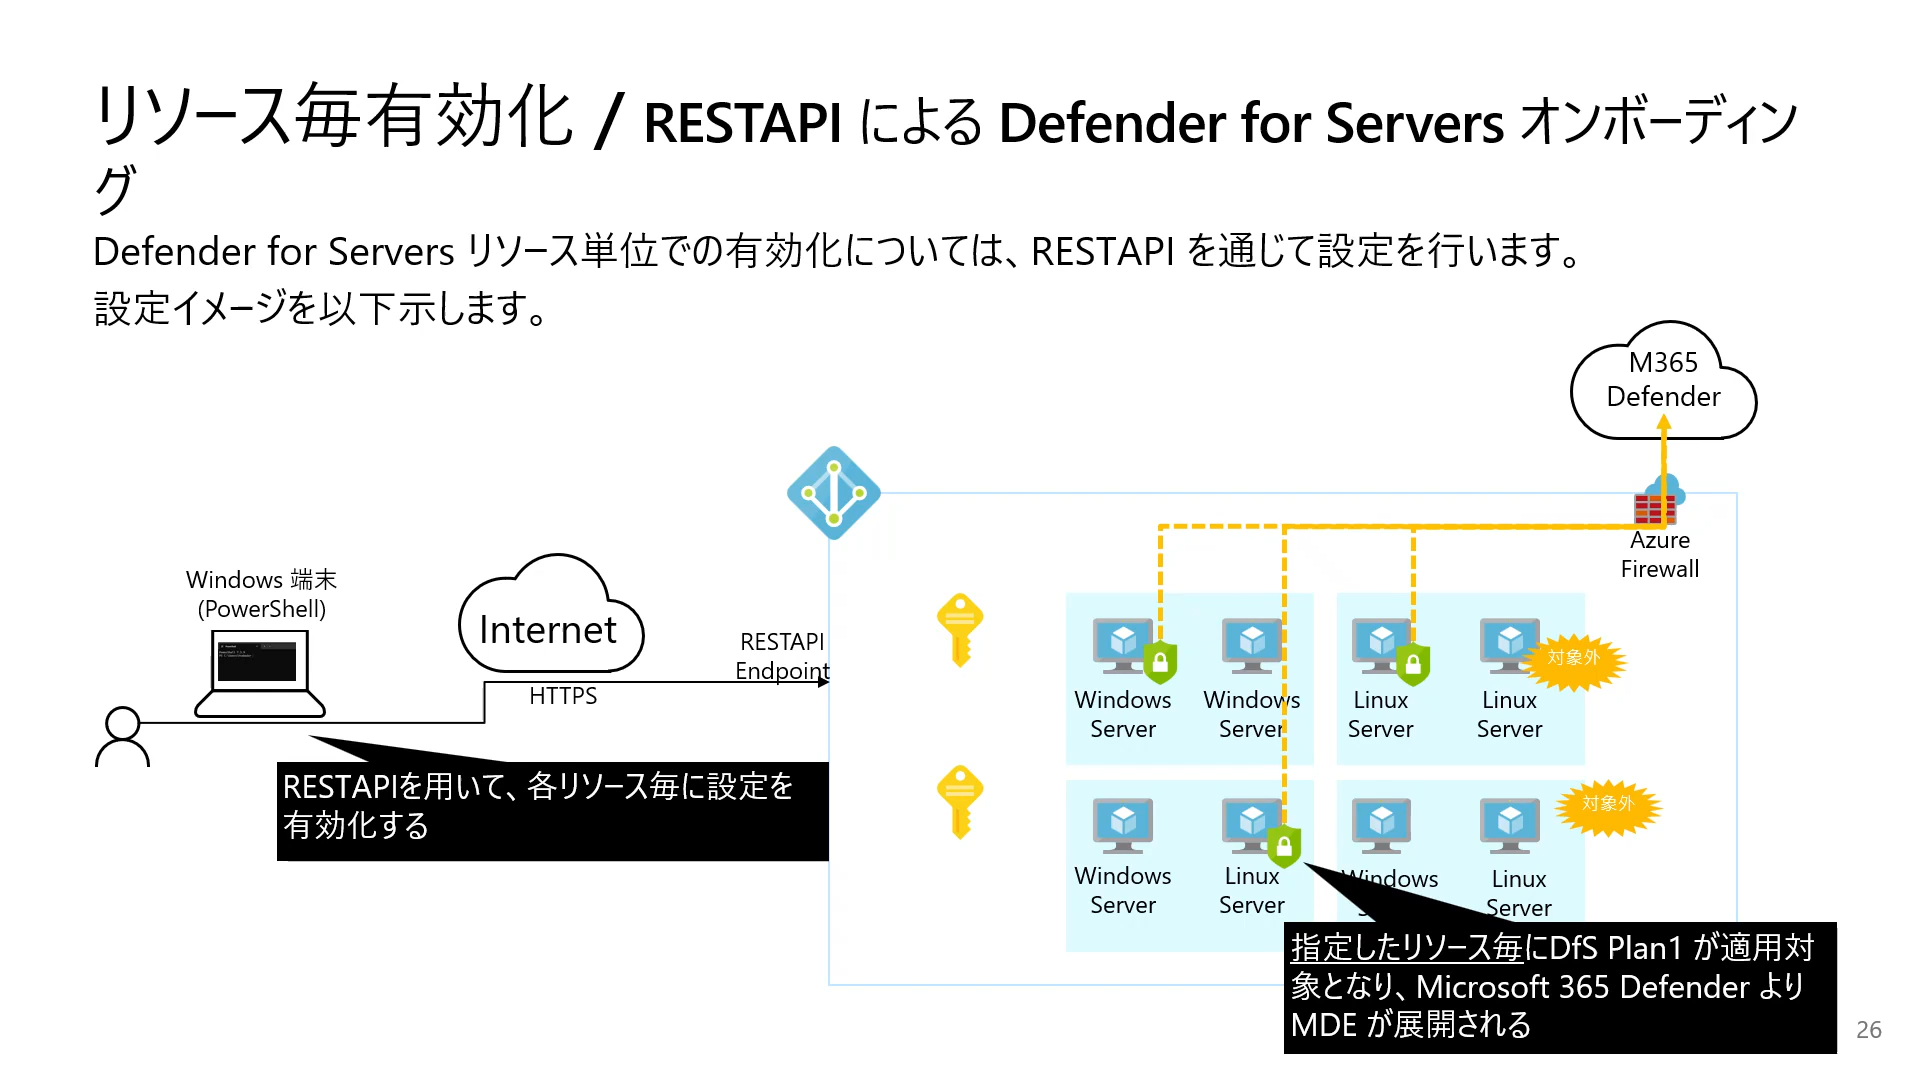 リソース毎有効化 / RESTAPI による Defender for Servers オンボーディン
グ
Defender for Servers リソース単位での有効化については、RESTAPI を通じて設定を行います。
設定イメージを以下示します。
M365
Defender
Azure
Firewall
Windows 端末
(PowerShell)
Internet
HTTPS
RESTAPI
Endpoint
RESTAPIを用いて、各リソース毎に設定を
有効化する
Windows
Server
Windows
Server
Linux
Server
Linux
Server
対象外
Windows
Server
Linux
Server
Windows
Linux
Server
対象外
指定したリソース毎にDfS Plan1 が適用対
象となり、Microsoft 365 Defender より
MDE が展開される
26